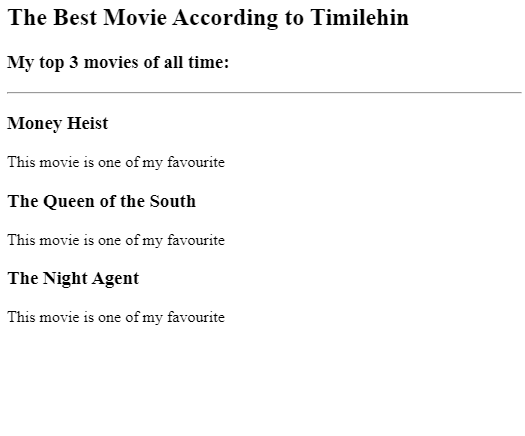 The Best Movie According to Timilehin
My top 3 movies of all time:
Money Heist
This movie is one of my favourite
The Queen of the South
This movie is one of my favourite
The Night Agent
This movie is one of my favourite